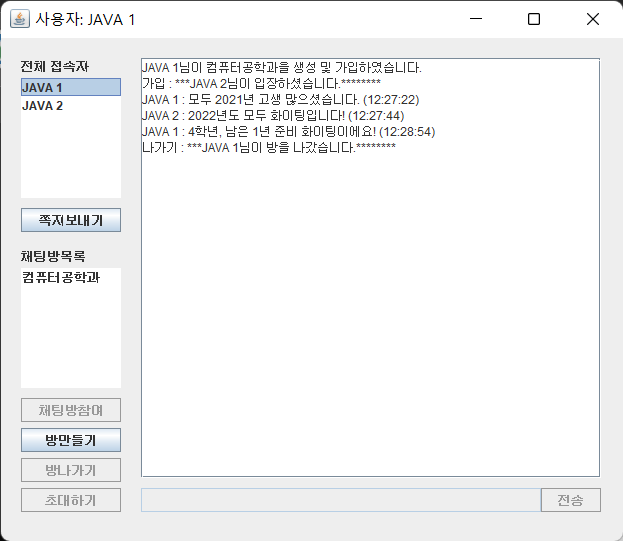 사용자: JAVA 1
전체 접속자
JAVA 1
JAVA 2
쪽지보내기
채팅방목록
컴퓨터공학과
채팅방참여
방만들기
방나가기
초대하기
JAVA 1님이 컴퓨터공학과을 생성 및 가입하였습니다.
가입 : ***JAVA 2님이 입장하셨습니다.********
JAVA 1 : 모두 2021년 고생 많으셨습니다. (12:27:22)
JAVA 2 : 2022년도 모두 화이팅입니다! (12:27:44)
JAVA 1 : 4학년, 남은 1년 준비 화이팅이에요! (12:28:54)
나가기 : ***JAVA 1님이 방을 나갔습니다.********
전송